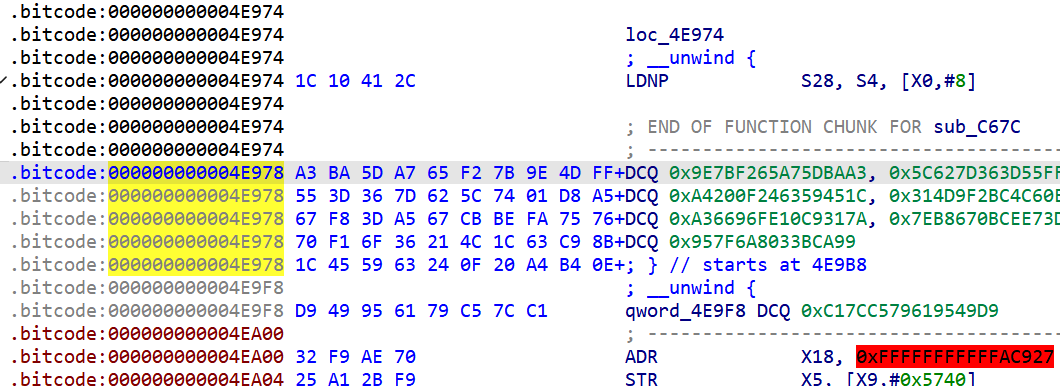 .bitcode:000000000004E974
.bitcode:000000000004E974 loc_4E974
.bitcode:000000000004E974 ; __unwind {
.bitcode:000000000004E974 1C 10 41 2C LDNP S28, S4, [X0,#8]
.bitcode:000000000004E974
.bitcode:000000000004E974 ; END OF FUNCTION CHUNK FOR sub_C67C
.bitcode:000000000004E974 ; ---------------------------------------
.bitcode:000000000004E978 A3 BA 5D A7 65 F2 7B 9E 4D FF+DCQ 0x9E7BF265A75DBAA3, 0x5C627D363D55FF
.bitcode:000000000004E978 55 3D 36 7D 62 5C 74 01 D8 A5+DCQ 0xA4200F246359451C, 0x314D9F2BC4C60E
.bitcode:000000000004E978 67 F8 3D A5 67 CB BE FA 75 76+DCQ 0xA36696FE10C9317A, 0x7EB8670BCEE73D
.bitcode:000000000004E978 70 F1 6F 36 21 4C 1C 63 C9 8B+DCQ 0x957F6A8033BCA99
.bitcode:000000000004E978 1C 45 59 63 24 0F 20 A4 B4 0E+; } // starts at 4E9B8
.bitcode:000000000004E9F8 ; __unwind {
.bitcode:000000000004E9F8 D9 49 95 61 79 C5 7C C1 qword_4E9F8 DCQ 0xC17CC579619549D9
.bitcode:000000000004EA00 ; ---------------------------------------
.bitcode:000000000004EA00 32 F9 AE 70 ADR X18, 0xFFFFFFFFFFFAC927
.bitcode:000000000004EA04 25 A1 2B F9 STR X5, [X9,#0x5740]